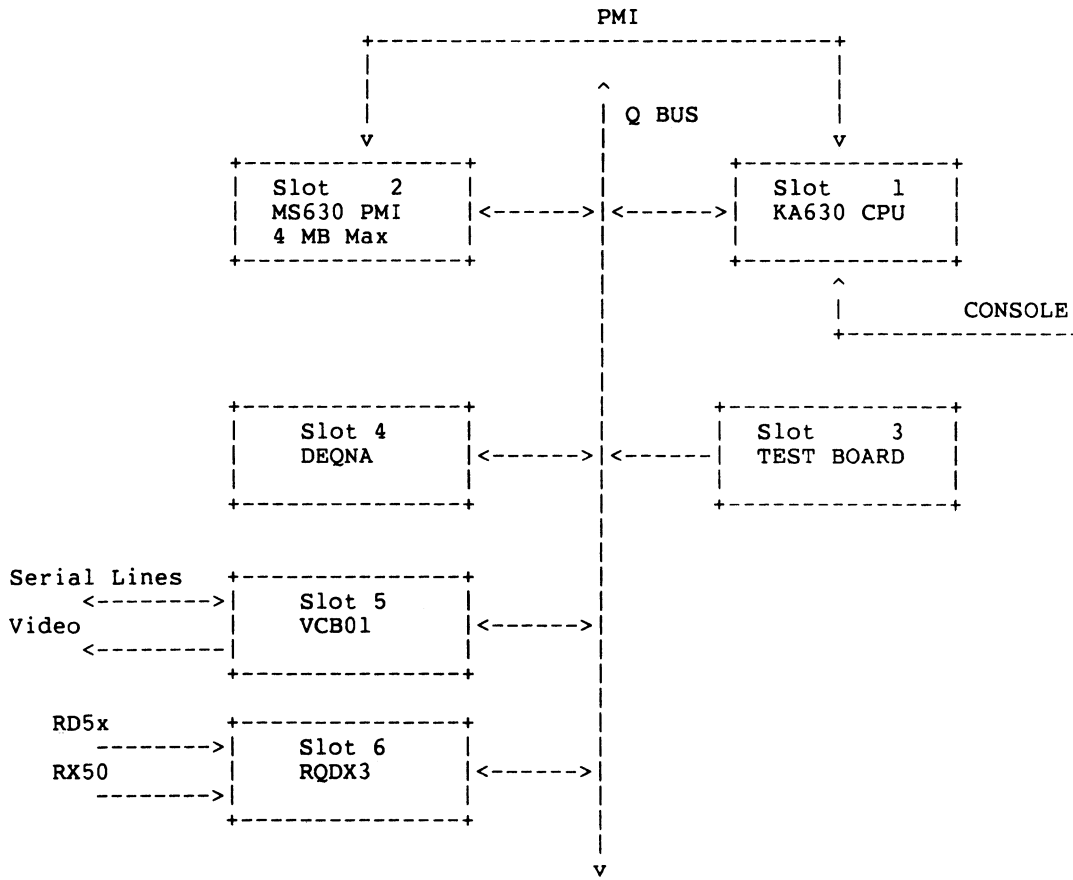 PMI
Q BUS
Slot 2
MS630 PMI
4 MB Max
Slot 1
KA630 CPU
CONSOLE
Slot 4
DEQNA
Slot 3
TEST BOARD
Serial Lines
Video
Slot 5
VCB01
RD5x
RX50
Slot 6
RQDX3